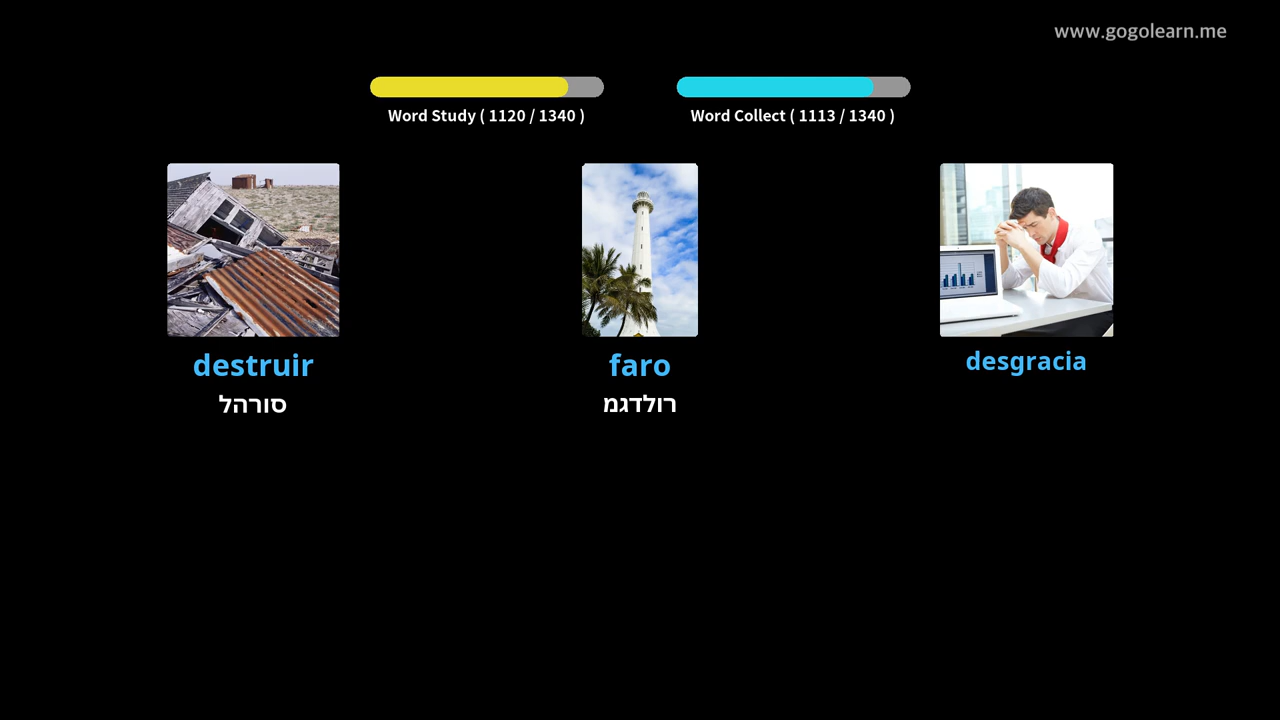 www.gogolearn.me
Word Study ( 1120 / 1340 )
Word Collect ( 1113 / 1340 )
destruir
סורהל
faro
רולדגמ
desgracia